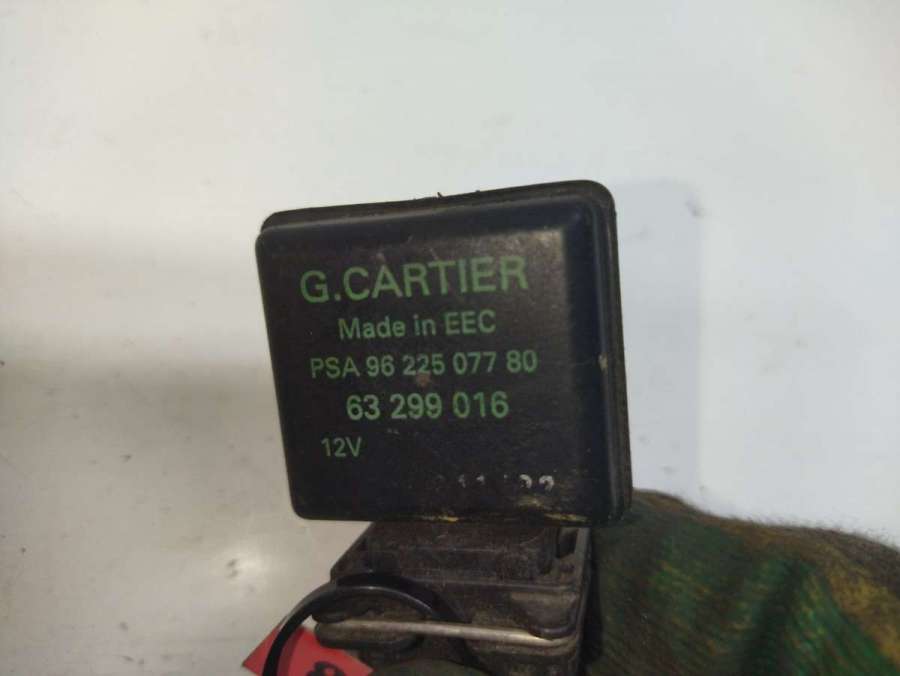 G.CARTIER
Made in EEC
PSA 96 225 077 80
63 299 016
12V